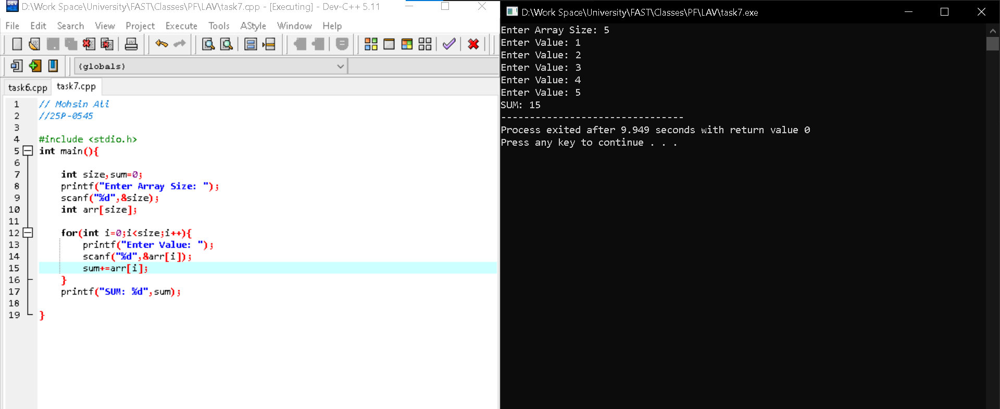 D:\Work Space\University\FAST\Classes\PF\LAV\task7.cpp - [Executing] - Dev-C++ 5.11
File Edit Search View Project Execute Tools AStyle Window Help
(globals)
task6.cpp task7.cpp
1 // Mohsin Ali
2 //25P-0545
3
4 #include <stdio.h>
5 int main(){
6
7 int size,sum=0;
8 printf("Enter Array Size: ");
9 scanf("%d",&size);
10 int arr[size];
11
12 for(int i=0;i<size;i++){
13 printf("Enter Value: ");
14 scanf("%d",&arr[i]);
15 sum+=arr[i];
16 }
17 printf("SUM: %d",sum);
18
19 }
D:\Work Space\University\FAST\Classes\PF\LAV\task7.exe
Enter Array Size: 5
Enter Value: 1
Enter Value: 2
Enter Value: 3
Enter Value: 4
Enter Value: 5
SUM: 15
--------------------------------
Process exited after 9.949 seconds with return value 0
Press any key to continue . . .